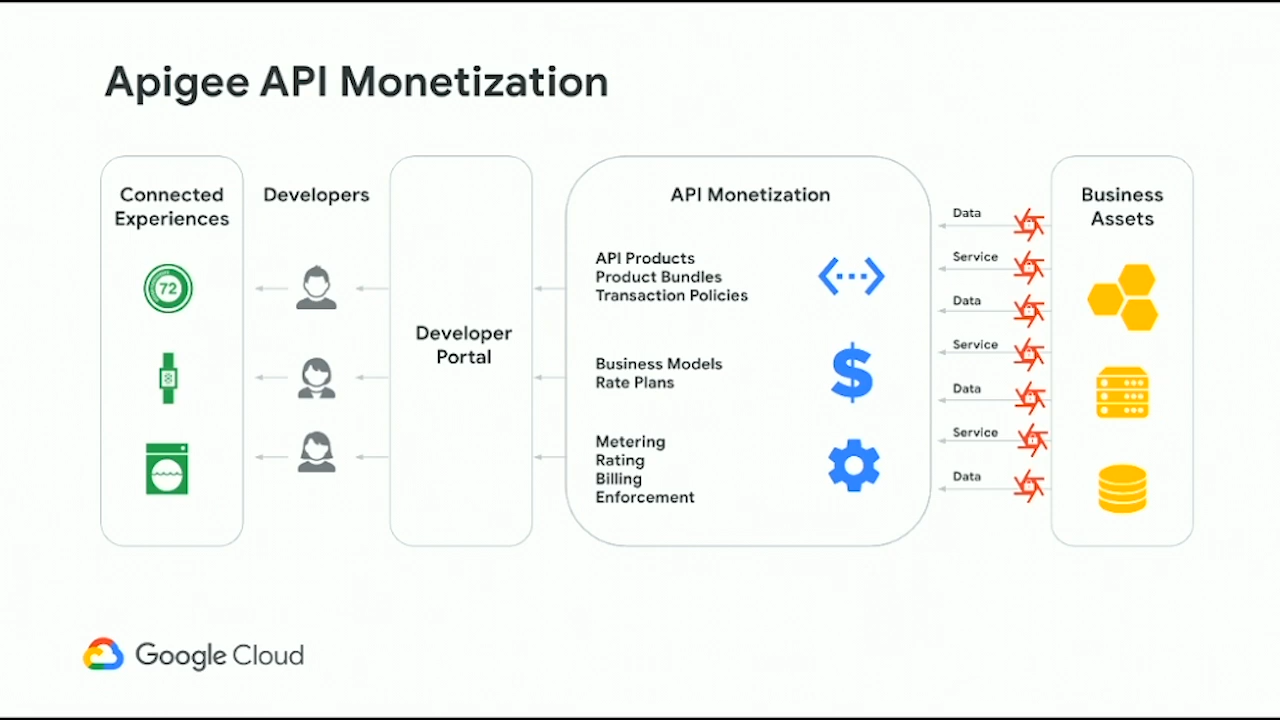 Apigee API Monetization
Connected
Experiences
72
Developers
Developer
Portal
API Monetization
API Products
Product Bundles
Transaction Policies
Business Models
Rate Plans
$
Metering
Rating
Billing
Enforcement
Data
Service
Data
Service
Data
Service
Data
Business
Assets
Google Cloud